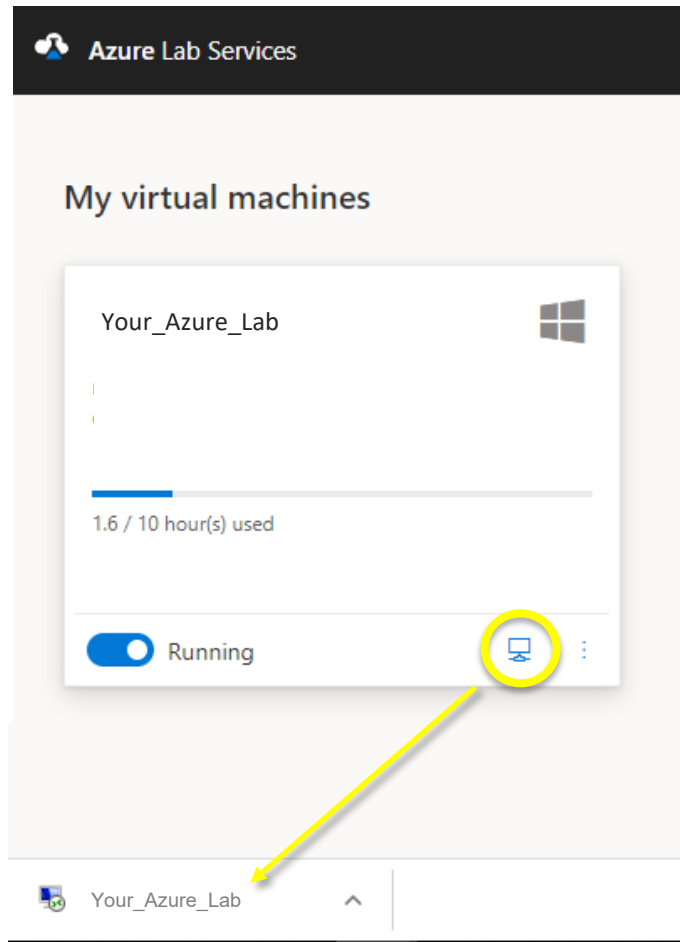 Azure Lab Services
My virtual machines
Your_Azure_Lab
1.6 / 10 hour(s) used
Running
Your_Azure_Lab